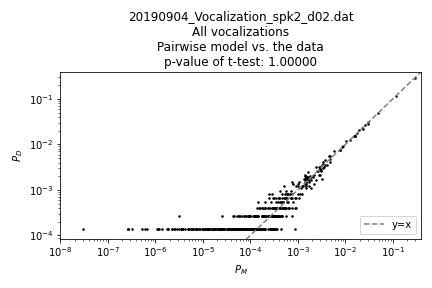 20190904_Vocalization_spk2_d02.dat
All vocalizations
Pairwise model vs. the data
p-value of t-test: 1.00000
10⁻¹
10⁻²
10⁻³
10⁻⁴
P_D
10⁻⁸ 10⁻⁷ 10⁻⁶ 10⁻⁵ 10⁻⁴ 10⁻³ 10⁻² 10⁻¹
P_M
y=x